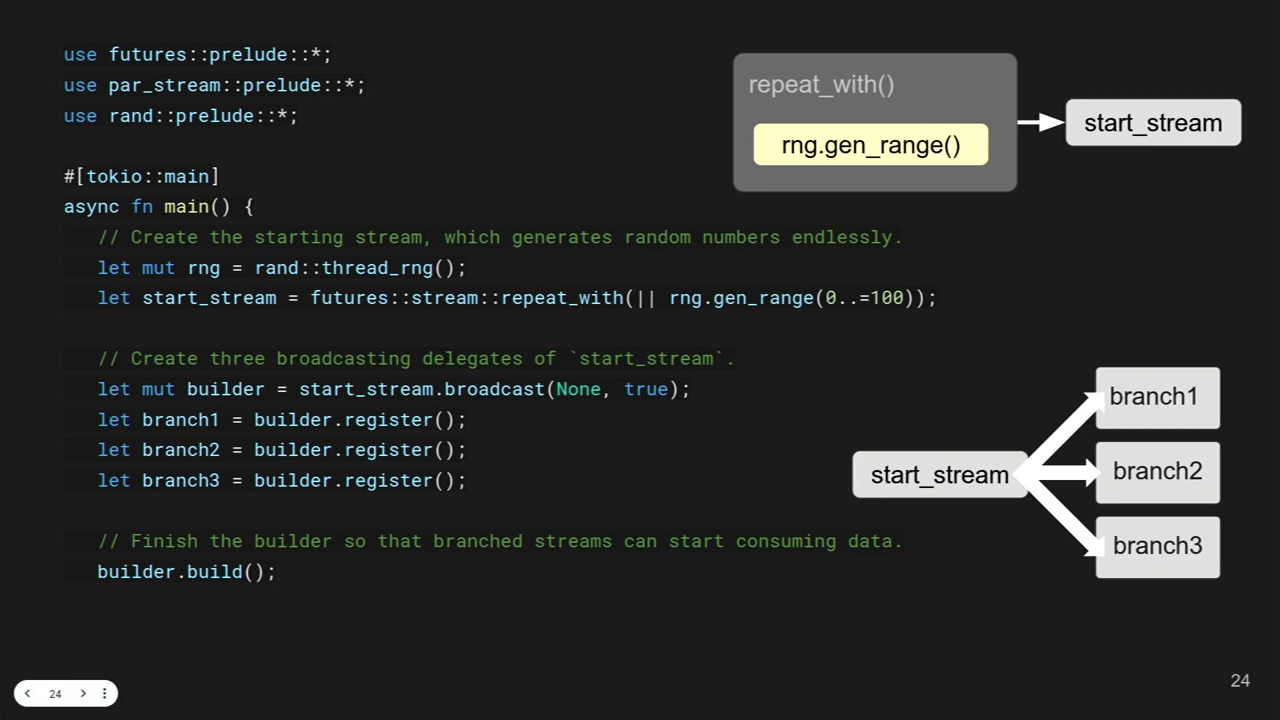 use futures::prelude::*;
use par_stream::prelude::*;
use rand::prelude::*;
#[tokio::main]
async fn main() {
// Create the starting stream, which generates random numbers endlessly.
let mut rng = rand::thread_rng();
let start_stream = futures::stream::repeat_with(|| rng.gen_range(0..=100));
// Create three broadcasting delegates of `start_stream`.
let mut builder = start_stream.broadcast(None, true);
let branch1 = builder.register();
let branch2 = builder.register();
let branch3 = builder.register();
// Finish the builder so that branched streams can start consuming data.
builder.build();
repeat_with()
rng.gen_range()
start_stream
start_stream
branch1
branch2
branch3
24
24